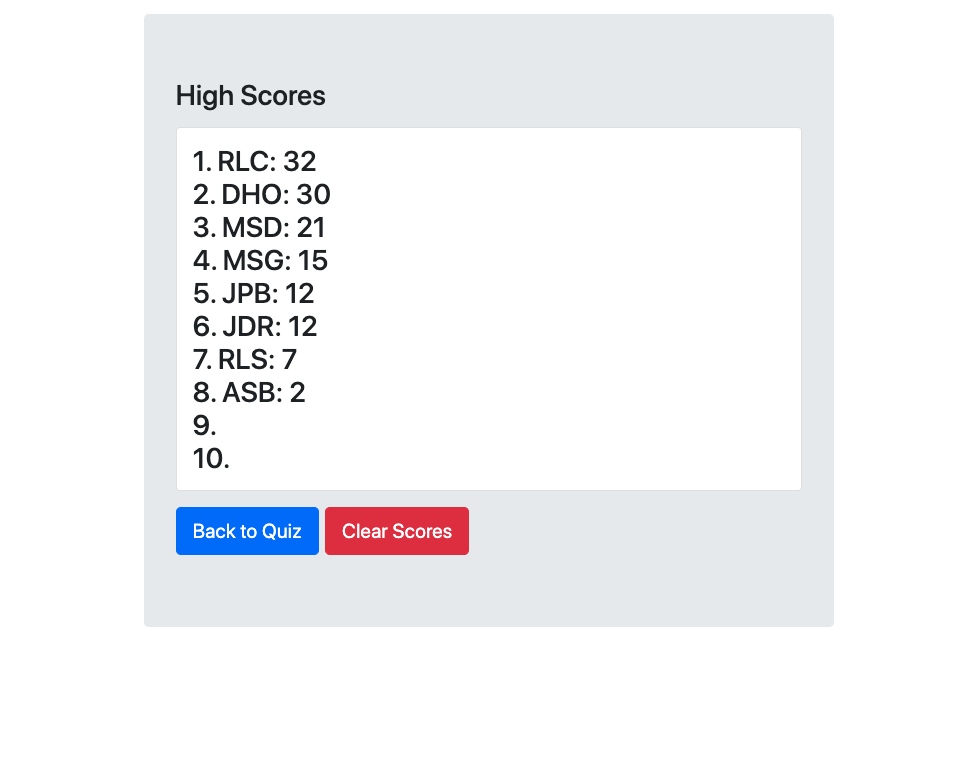 High Scores
1. RLC: 32
2. DHO: 30
3. MSD: 21
4. MSG: 15
5. JPB: 12
6. JDR: 12
7. RLS: 7
8. ASB: 2
9.
10.
Back to Quiz Clear Scores